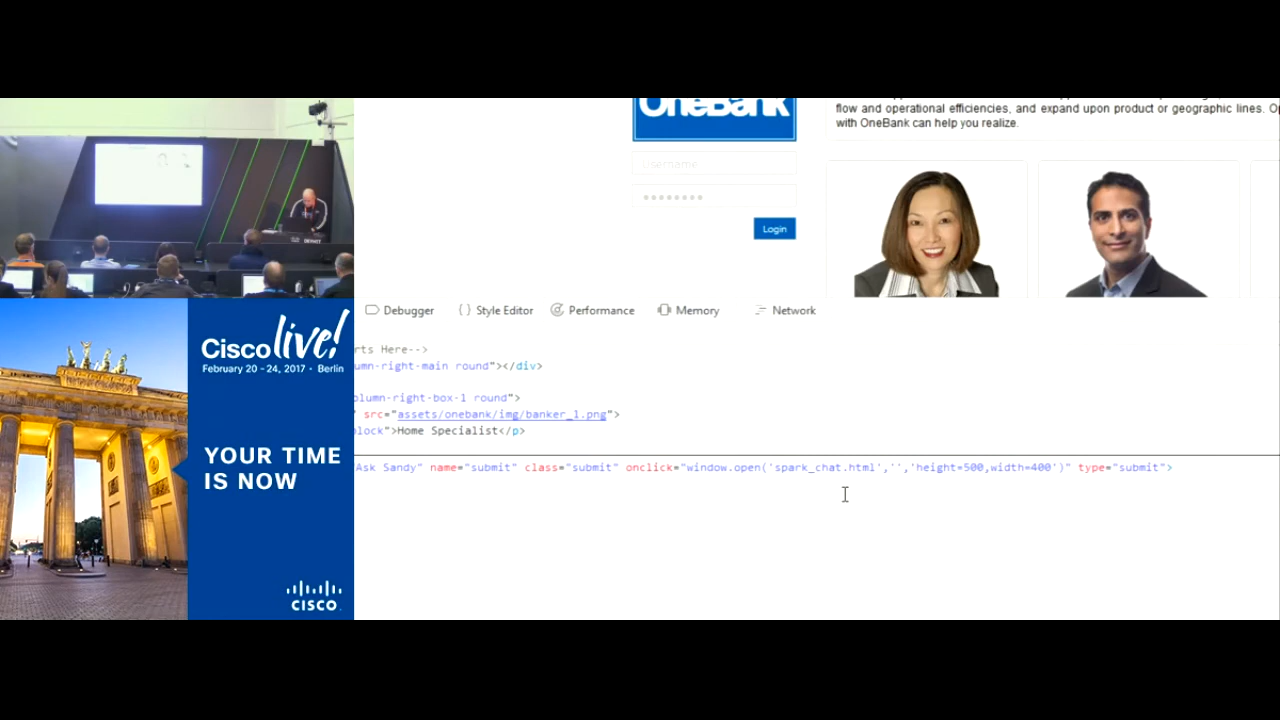 OneBank
Username
Login
flow and operational efficiencies, and expand upon product or geographic lines.
with OneBank can help you realize.
Debugger
{ } Style Editor
Performance
Memory
Network
rts Here-->
umn-right-main round"></div>
olumn-right-box-1 round">
" src="assets/onebank/img/banker_1.png">
lock">Home Specialist</p>
Ask Sandy" name="submit" class="submit" onclick="window.open('spark_chat.html','','height=500,width=400')" type="submit">
Cisco live!
February 20 - 24, 2017 · Berlin
YOUR TIME
IS NOW
CISCO